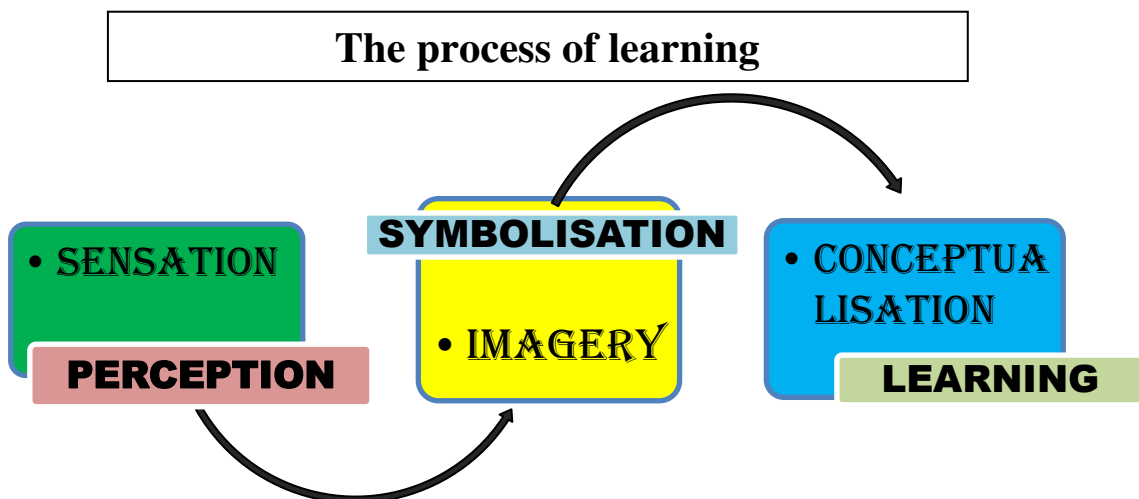 The process of learning
• SENSATION
PERCEPTION
SYMBOLISATION
• IMAGERY
• CONCEPTUA
LISATION
LEARNING